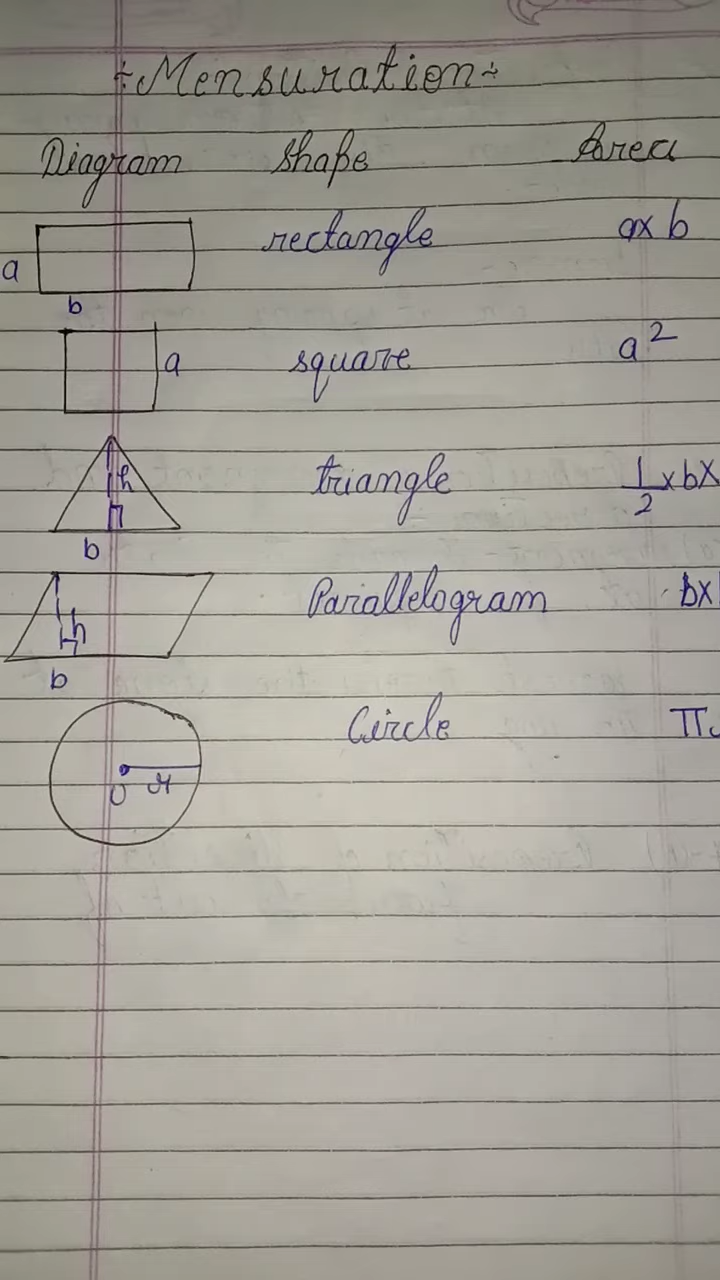 ÷Mensuration÷
Diagram shape Area
a rectangle a×b
b
a square a²
h triangle 1/2 ×b×
b
h Parallelogram b×
b
Circle π
O r